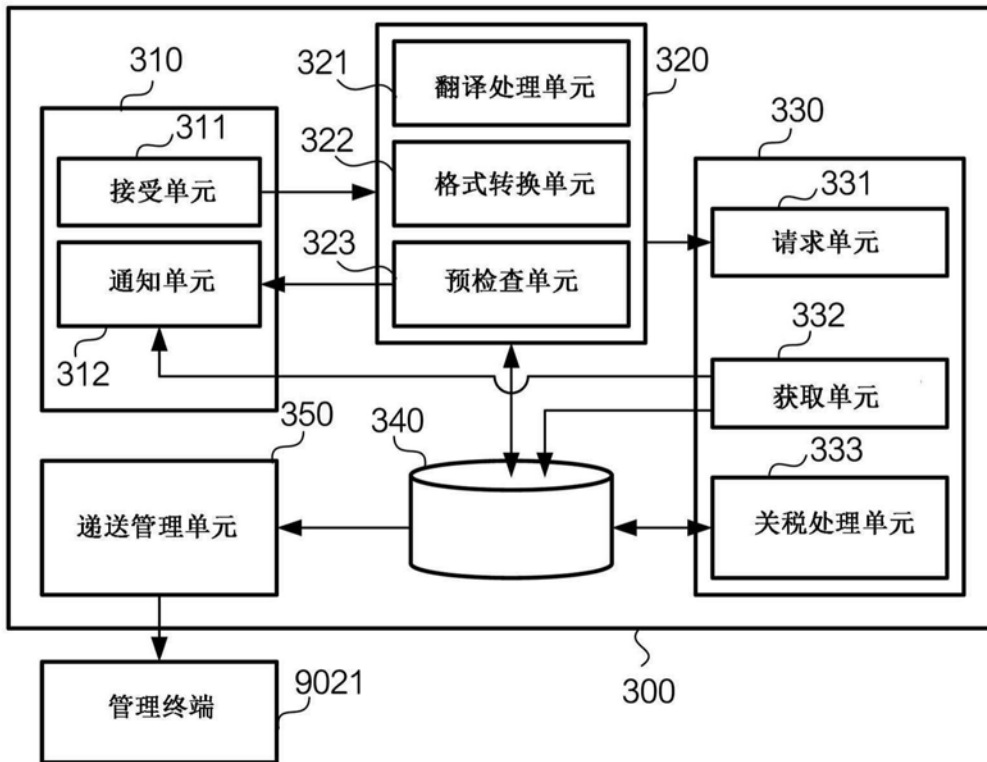 310
311
接受单元
通知单元
312
321
翻译处理单元
322
格式转换单元
323
预检查单元
320
330
331
请求单元
332
获取单元
333
关税处理单元
340
350
递送管理单元
300
管理终端
9021